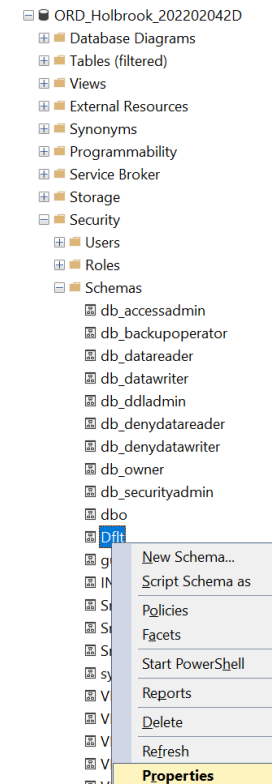 ORD_Holbrook_202202042D
Database Diagrams
Tables (filtered)
Views
External Resources
Synonyms
Programmability
Service Broker
Storage
Security
Users
Roles
Schemas
db_accessadmin
db_backupoperator
db_datareader
db_datawriter
db_ddladmin
db_denydatareader
db_denydatawriter
db_owner
db_securityadmin
dbo
Dflt
New Schema...
Script Schema as
Policies
Facets
Start PowerShell
Reports
Delete
Refresh
Properties